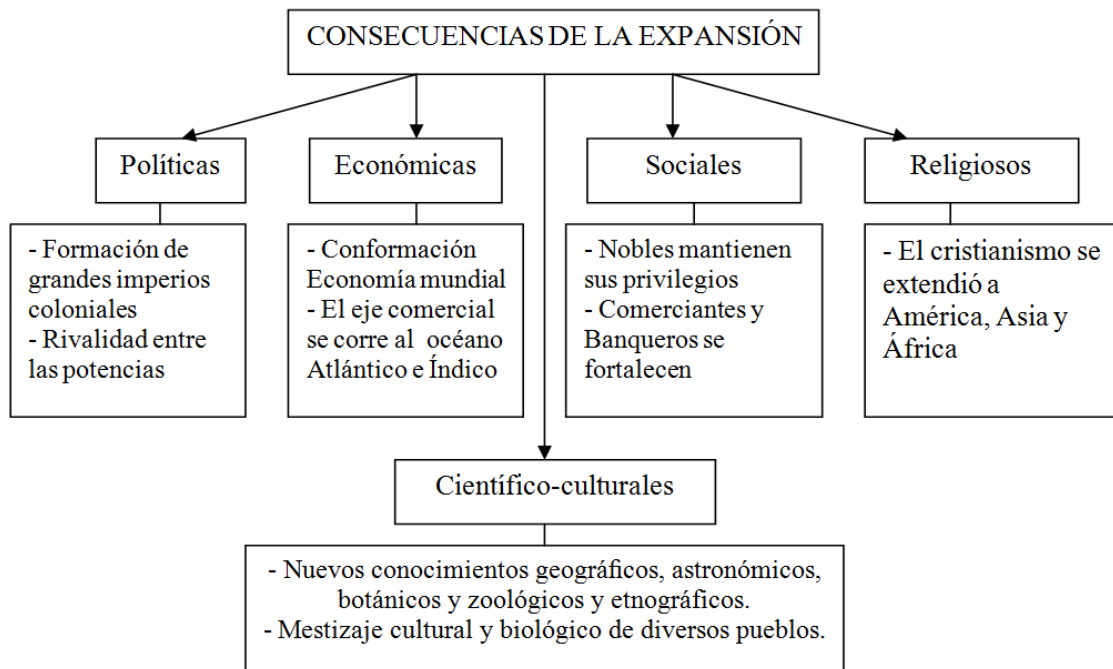 CONSECUENCIAS DE LA EXPANSIÓN
Políticas
Económicas
Sociales
Religiosos
- Formación de
grandes imperios
coloniales
- Rivalidad entre
las potencias
- Conformación
Economía mundial
- El eje comercial
se corre al océano
Atlántico e Índico
- Nobles mantienen
sus privilegios
- Comerciantes y
Banqueros se
fortalecen
- El cristianismo se
extendió a
América, Asia y
África
Científico-culturales
- Nuevos conocimientos geográficos, astronómicos,
botánicos y zoológicos y etnográficos.
- Mestizaje cultural y biológico de diversos pueblos.